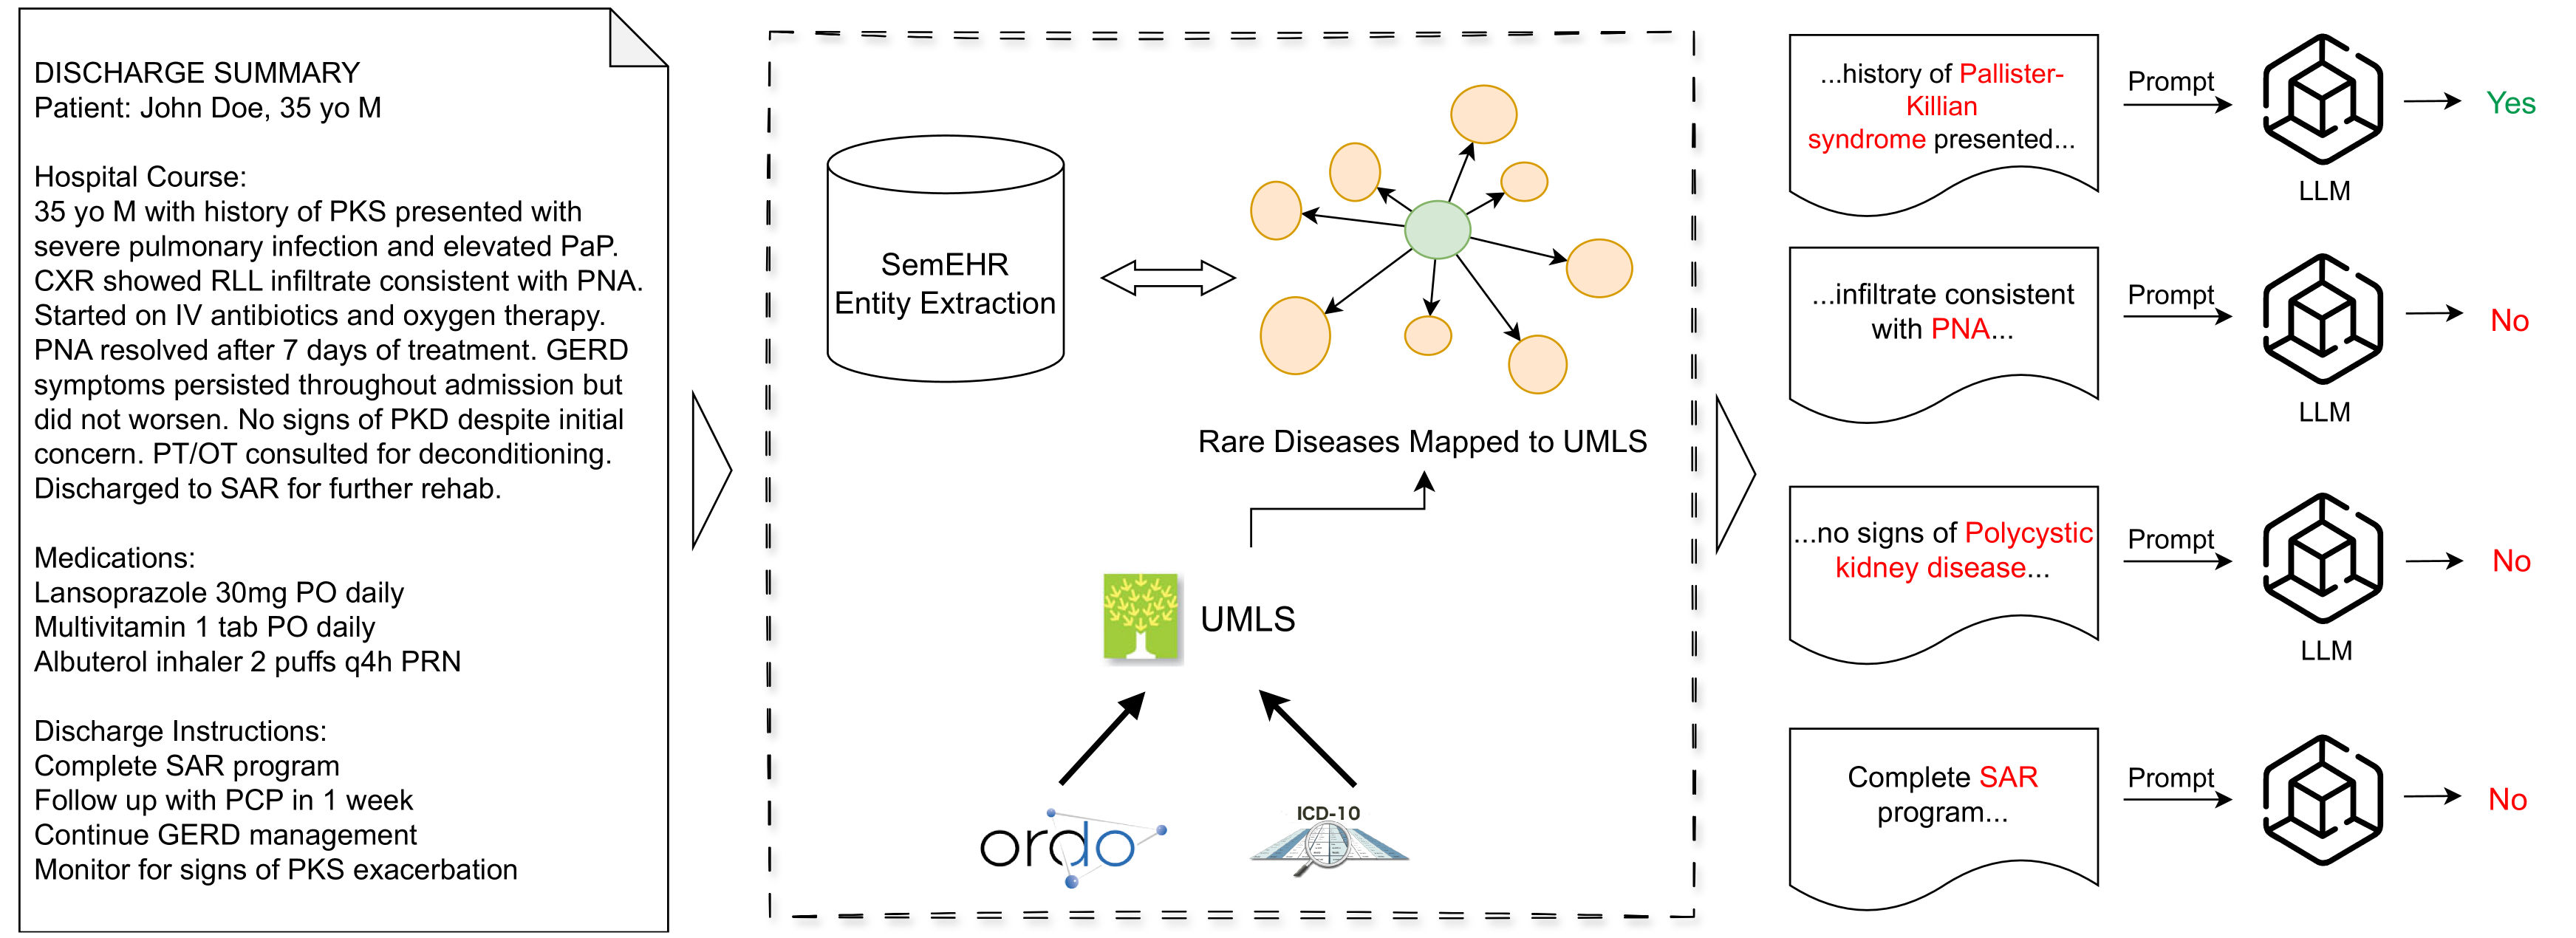 DISCHARGE SUMMARY
Patient: John Doe, 35 yo M
Hospital Course:
35 yo M with history of PKS presented with
severe pulmonary infection and elevated PaP.
CXR showed RLL infiltrate consistent with PNA.
Started on IV antibiotics and oxygen therapy.
PNA resolved after 7 days of treatment. GERD
symptoms persisted throughout admission but
did not worsen. No signs of PKD despite initial
concern. PT/OT consulted for deconditioning.
Discharged to SAR for further rehab.
Medications:
Lansoprazole 30mg PO daily
Multivitamin 1 tab PO daily
Albuterol inhaler 2 puffs q4h PRN
Discharge Instructions:
Complete SAR program
Follow up with PCP in 1 week
Continue GERD management
Monitor for signs of PKS exacerbation
SemEHR
Entity Extraction
Rare Diseases Mapped to UMLS
UMLS
ordo
ICD-10
...history of Pallister-
Killian
syndrome presented...
Prompt
LLM
Yes
...infiltrate consistent
with PNA...
Prompt
LLM
No
...no signs of Polycystic
kidney disease...
Prompt
LLM
No
Complete SAR
program...
Prompt
No